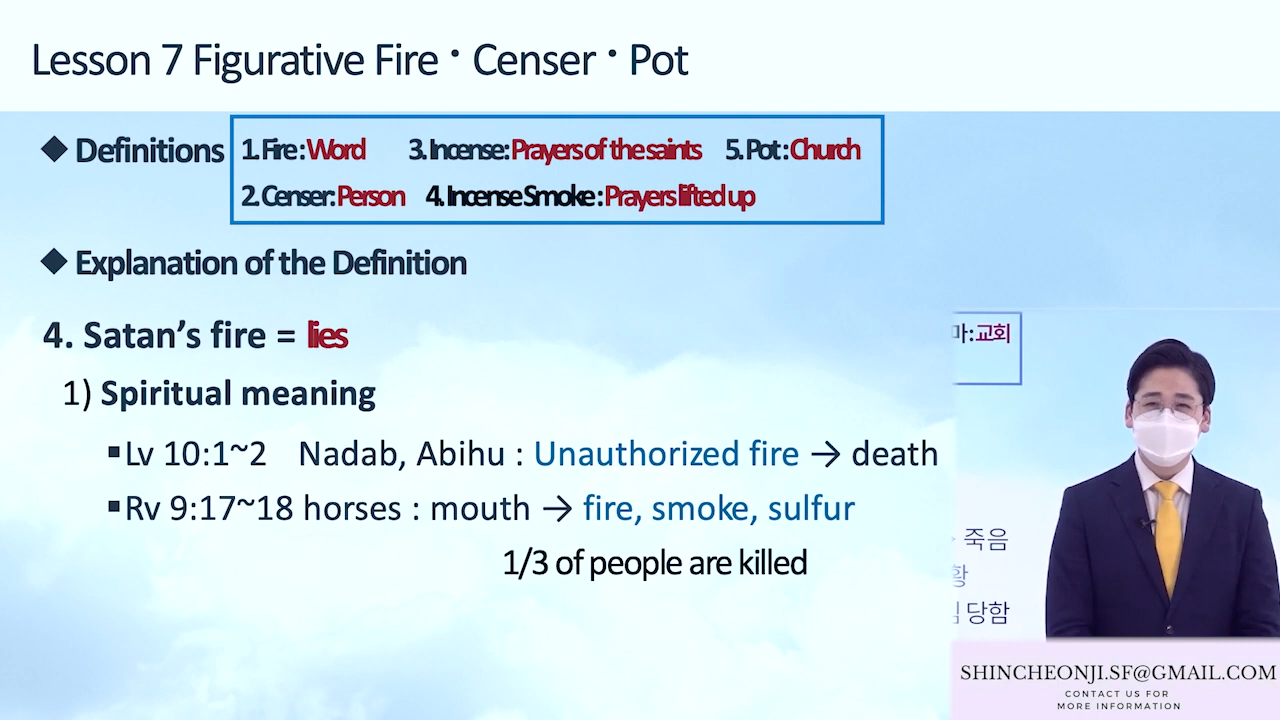 Lesson 7 Figurative Fire · Censer · Pot
◆ Definitions
1.Fire: Word 3.Incense: Prayers of the saints 5.Pot: Church
2.Censer: Person 4.Incense Smoke: Prayers lifted up
◆ Explanation of the Definition
4. Satan’s fire = lies
1) Spiritual meaning
▪Lv 10:1~2 Nadab, Abihu : Unauthorized fire → death
▪Rv 9:17~18 horses : mouth → fire, smoke, sulfur
1/3 of people are killed
마:교회
죽음
황
당함
SHINCHEONJI.SF@GMAIL.COM
CONTACT US FOR
MORE INFORMATION